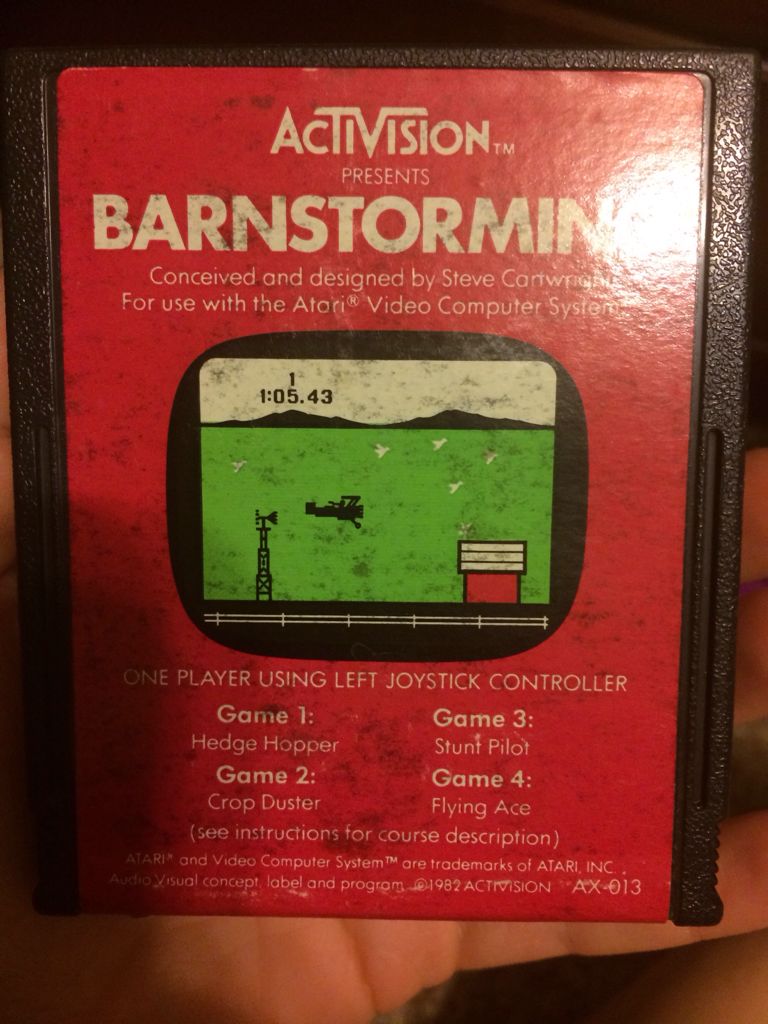 ACTIVISION™
PRESENTS
BARNSTORMIN
Conceived and designed by Steve Cartwright
For use with the Atari® Video Computer System
1
1:05.43
ONE PLAYER USING LEFT JOYSTICK CONTROLLER
Game 1: Game 3:
Hedge Hopper Stunt Pilot
Game 2: Game 4:
Crop Duster Flying Ace
(see instructions for course description)
ATARI® and Video Computer System™ are trademarks of ATARI, INC.
Audio Visual concept, label and program ©1982 ACTIVISION AX-013